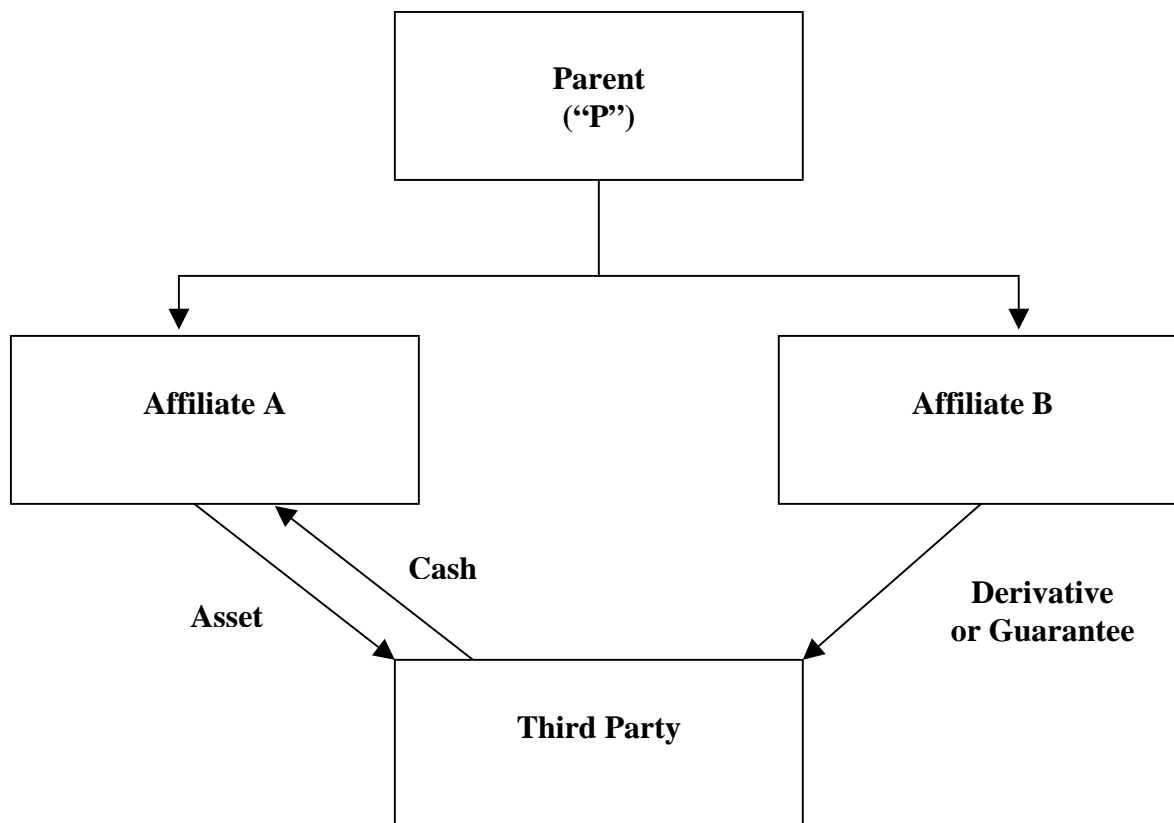 Parent
(“P”)
Affiliate A
Affiliate B
Cash
Asset
Derivative
or Guarantee
Third Party